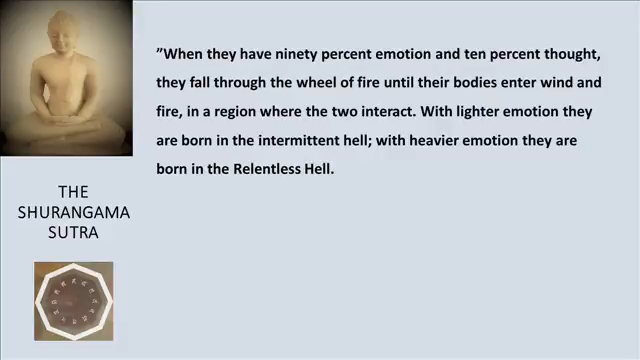 ”When they have ninety percent emotion and ten percent thought,
they fall through the wheel of fire until their bodies enter wind and
fire, in a region where the two interact. With lighter emotion they
are born in the intermittent hell; with heavier emotion they are
born in the Relentless Hell.
THE
SHURANGAMA
SUTRA